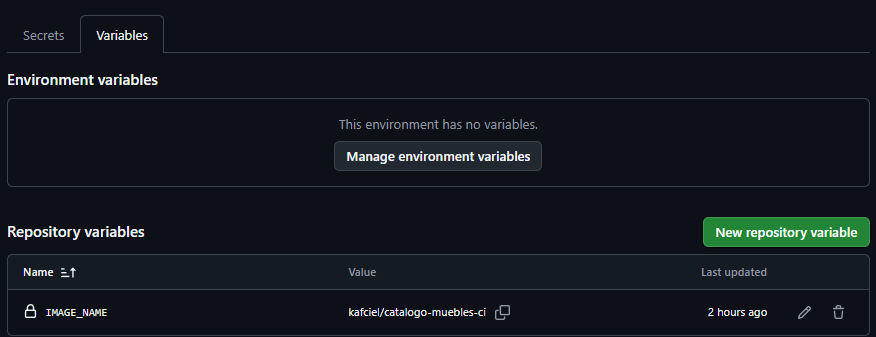 Secrets
Variables
Environment variables
This environment has no variables.
Manage environment variables
Repository variables
New repository variable
Name
Value
Last updated
IMAGE_NAME
kafciel/catalogo-muebles-ci
2 hours ago